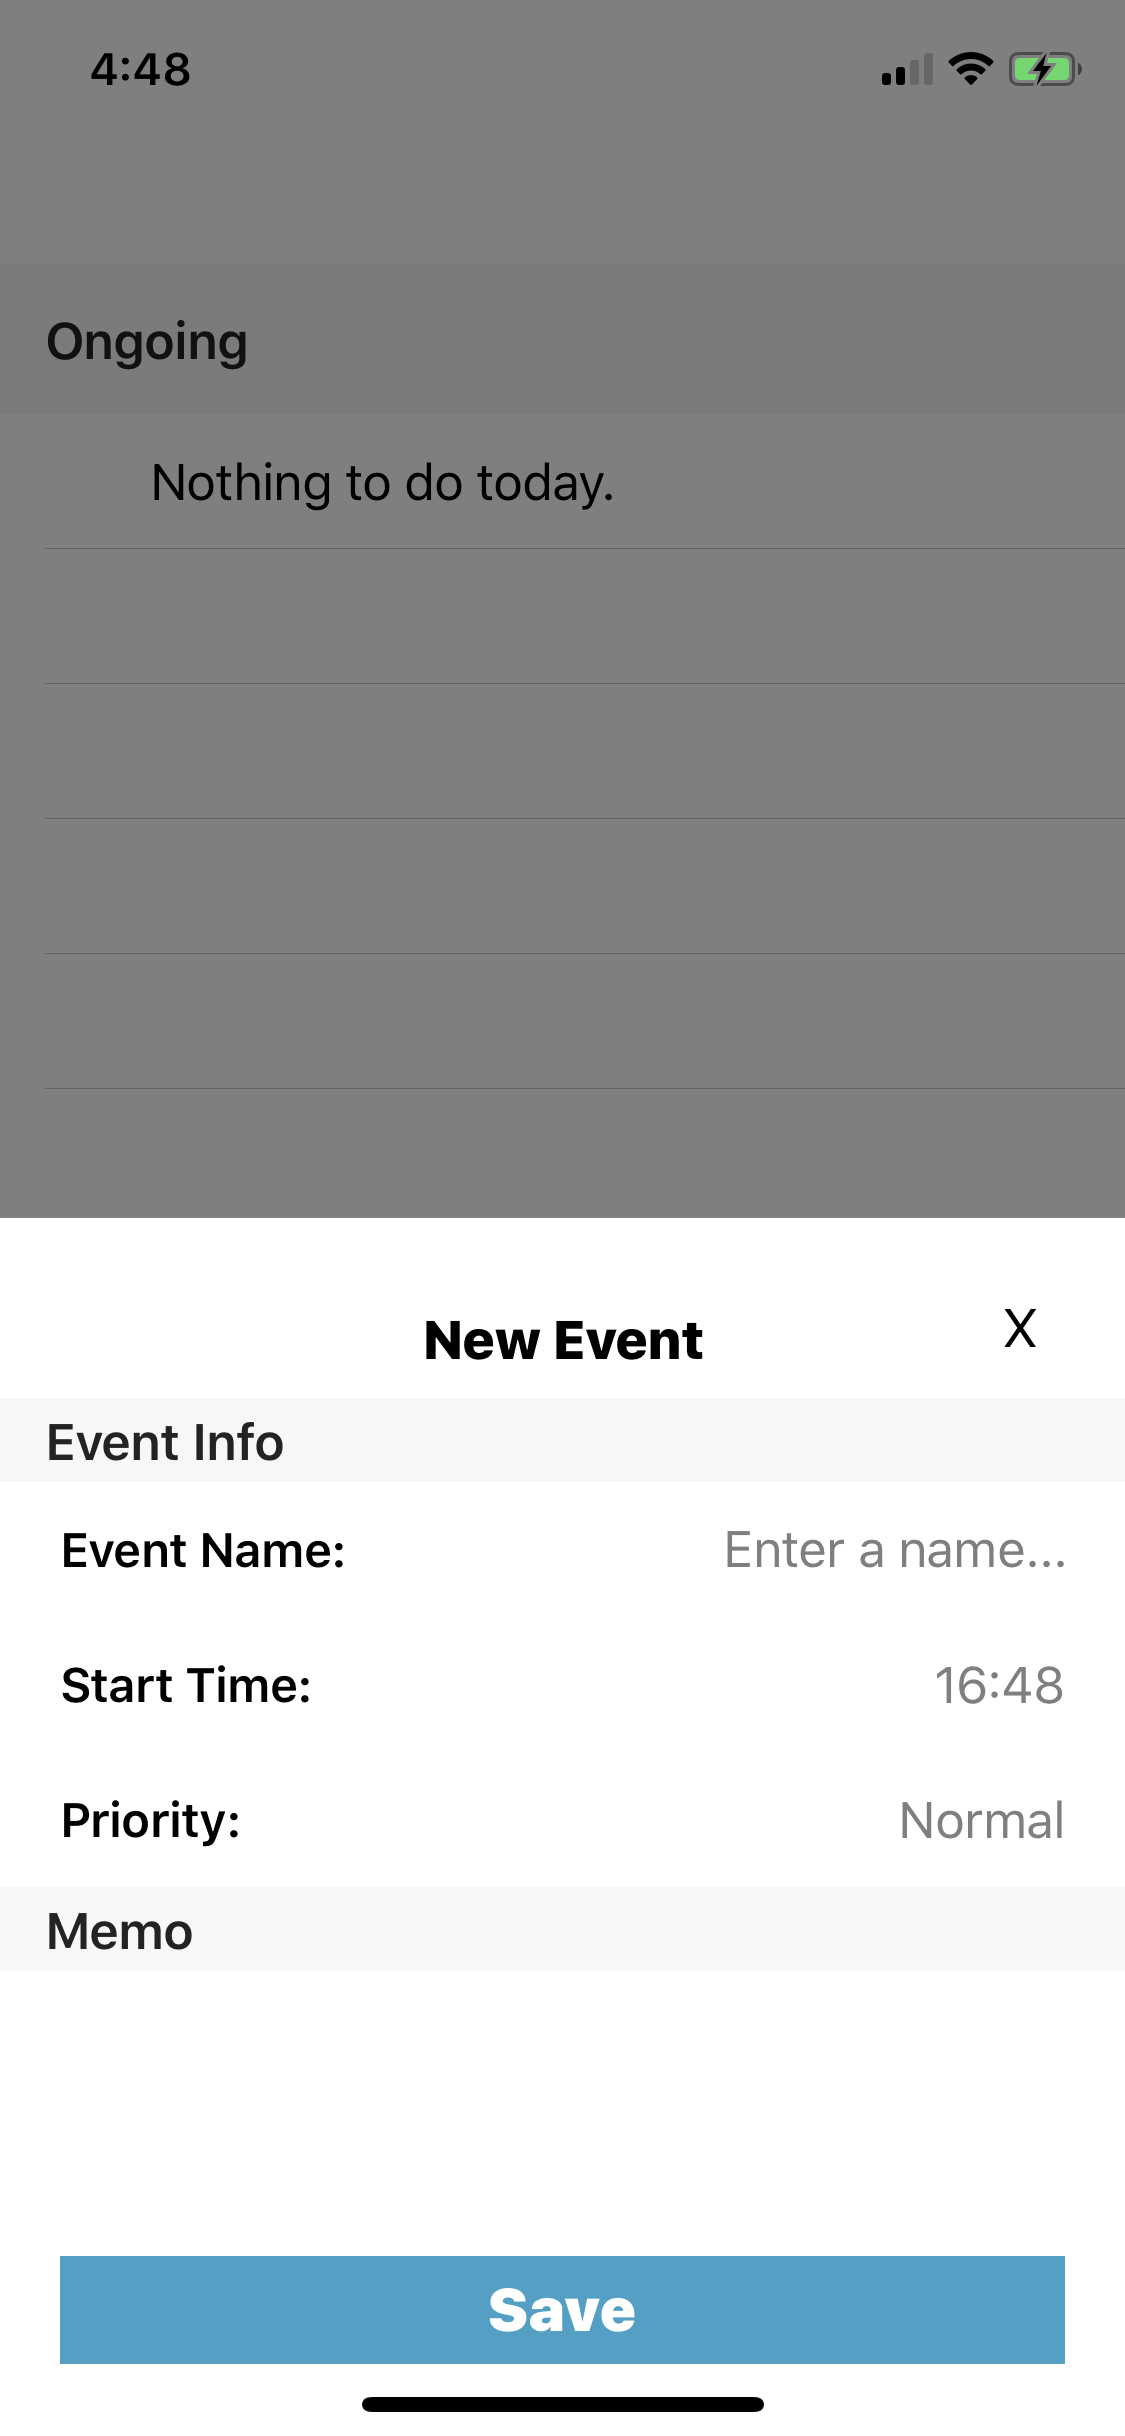 4:48
Ongoing
Nothing to do today.
New Event
X
Event Info
Event Name: Enter a name...
Start Time: 16:48
Priority: Normal
Memo
Save